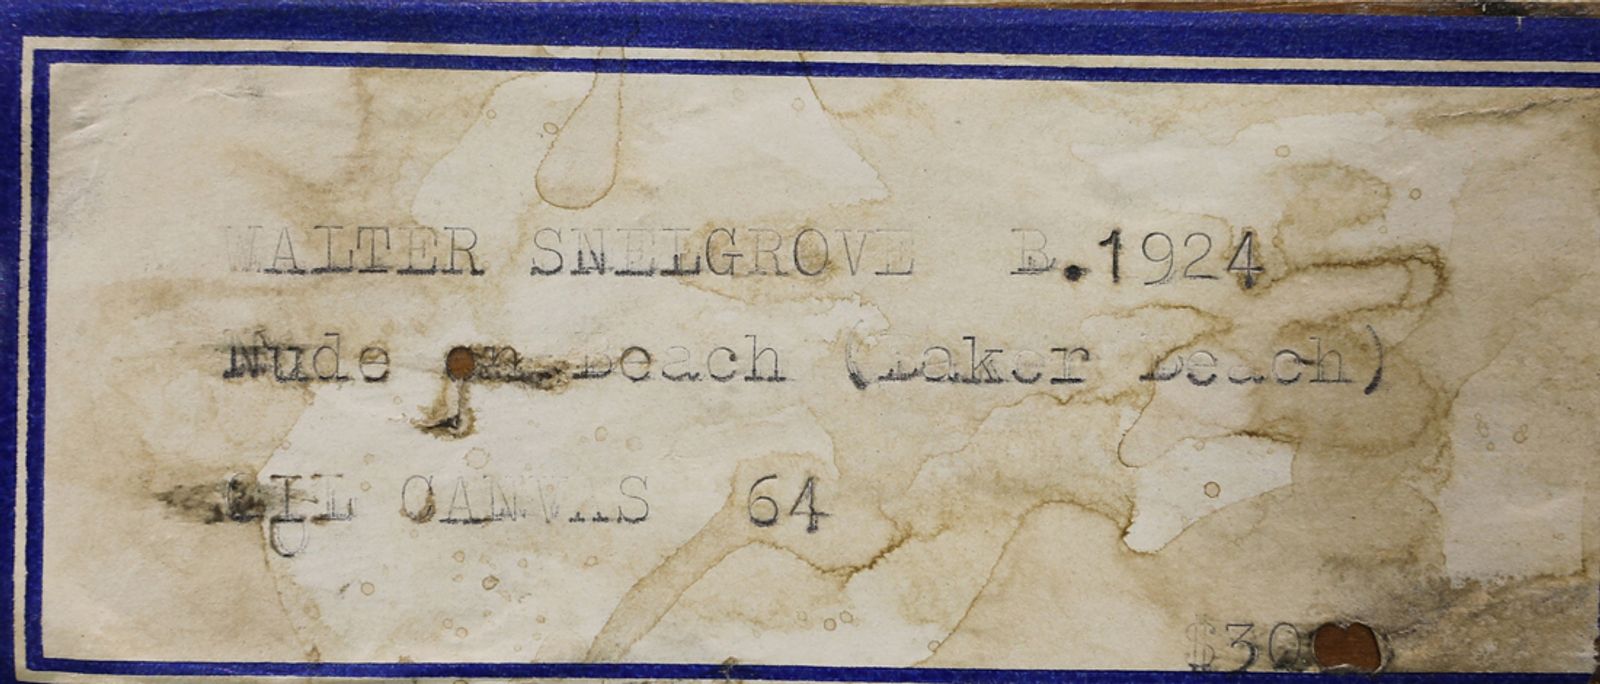 WALTER SNELGROVE B.1924
Nude on Beach (Baker Beach)
OIL CANVAS 64
$30